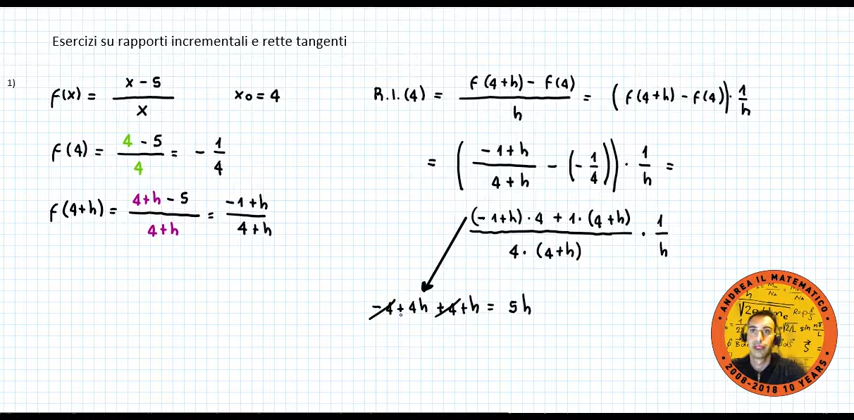 Esercizi su rapporti incrementali e rette tangenti
1)
f(x) = (x - 5)/x    x₀ = 4
f(4) = (4 - 5)/4 = - 1/4
f(4+h) = (4+h - 5)/(4+h) = (-1+h)/(4+h)
R.I.(4) = (f(4+h) - f(4))/h = (f(4+h) - f(4)) · 1/h
= ((-1+h)/(4+h) - (-1/4)) · 1/h =
((-1+h)·4 + 1·(4+h))/(4·(4+h)) · 1/h
-4 + 4h + 4 + h = 5h
ANDREA IL MATEMATICO
2008-2018 10 YEARS